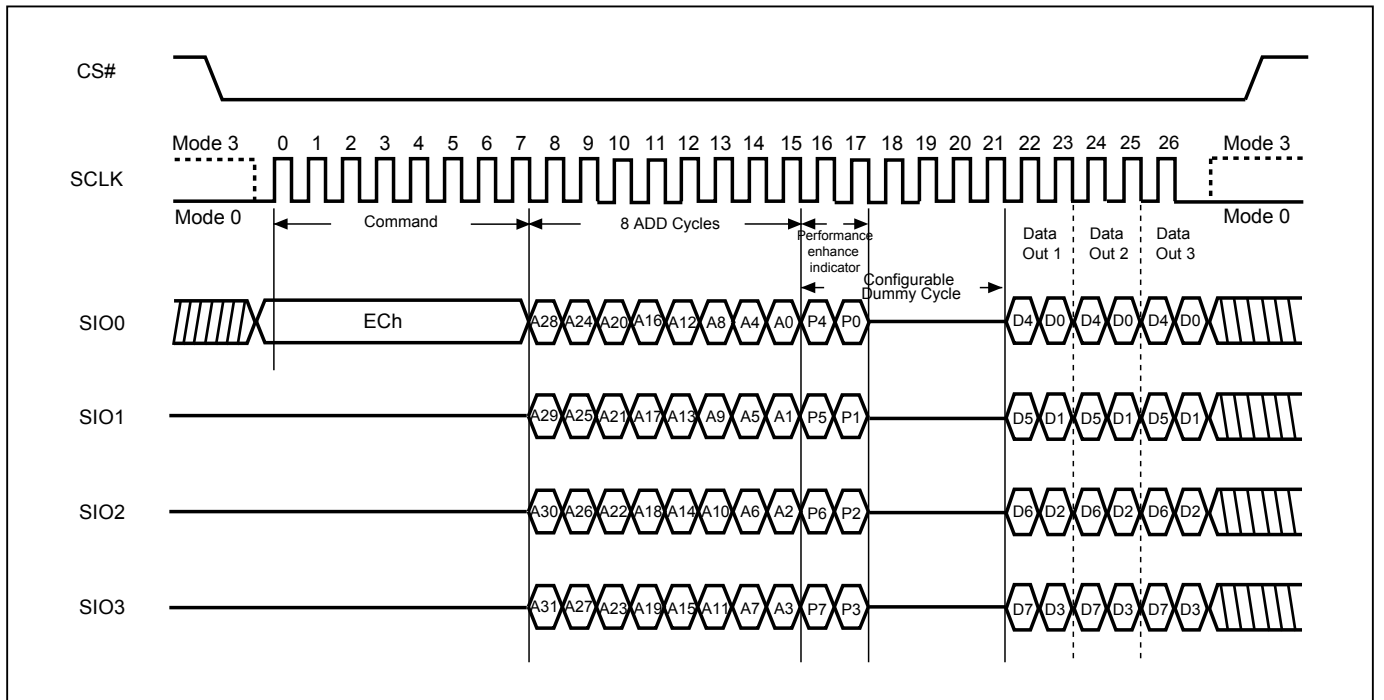 CS#
Mode 3 0 1 2 3 4 5 6 7 8 9 10 11 12 13 14 15 16 17 18 19 20 21 22 23 24 25 26 Mode 3
SCLK
Mode 0 Mode 0
Command 8 ADD Cycles
Performance
enhance
indicator
Data
Out 1
Data
Out 2
Data
Out 3
Configurable
Dummy Cycle
SIO0 ECh A28 A24 A20 A16 A12 A8 A4 A0 P4 P0 D4 D0 D4 D0 D4 D0
SIO1 A29 A25 A21 A17 A13 A9 A5 A1 P5 P1 D5 D1 D5 D1 D5 D1
SIO2 A30 A26 A22 A18 A14 A10 A6 A2 P6 P2 D6 D2 D6 D2 D6 D2
SIO3 A31 A27 A23 A19 A15 A11 A7 A3 P7 P3 D7 D3 D7 D3 D7 D3